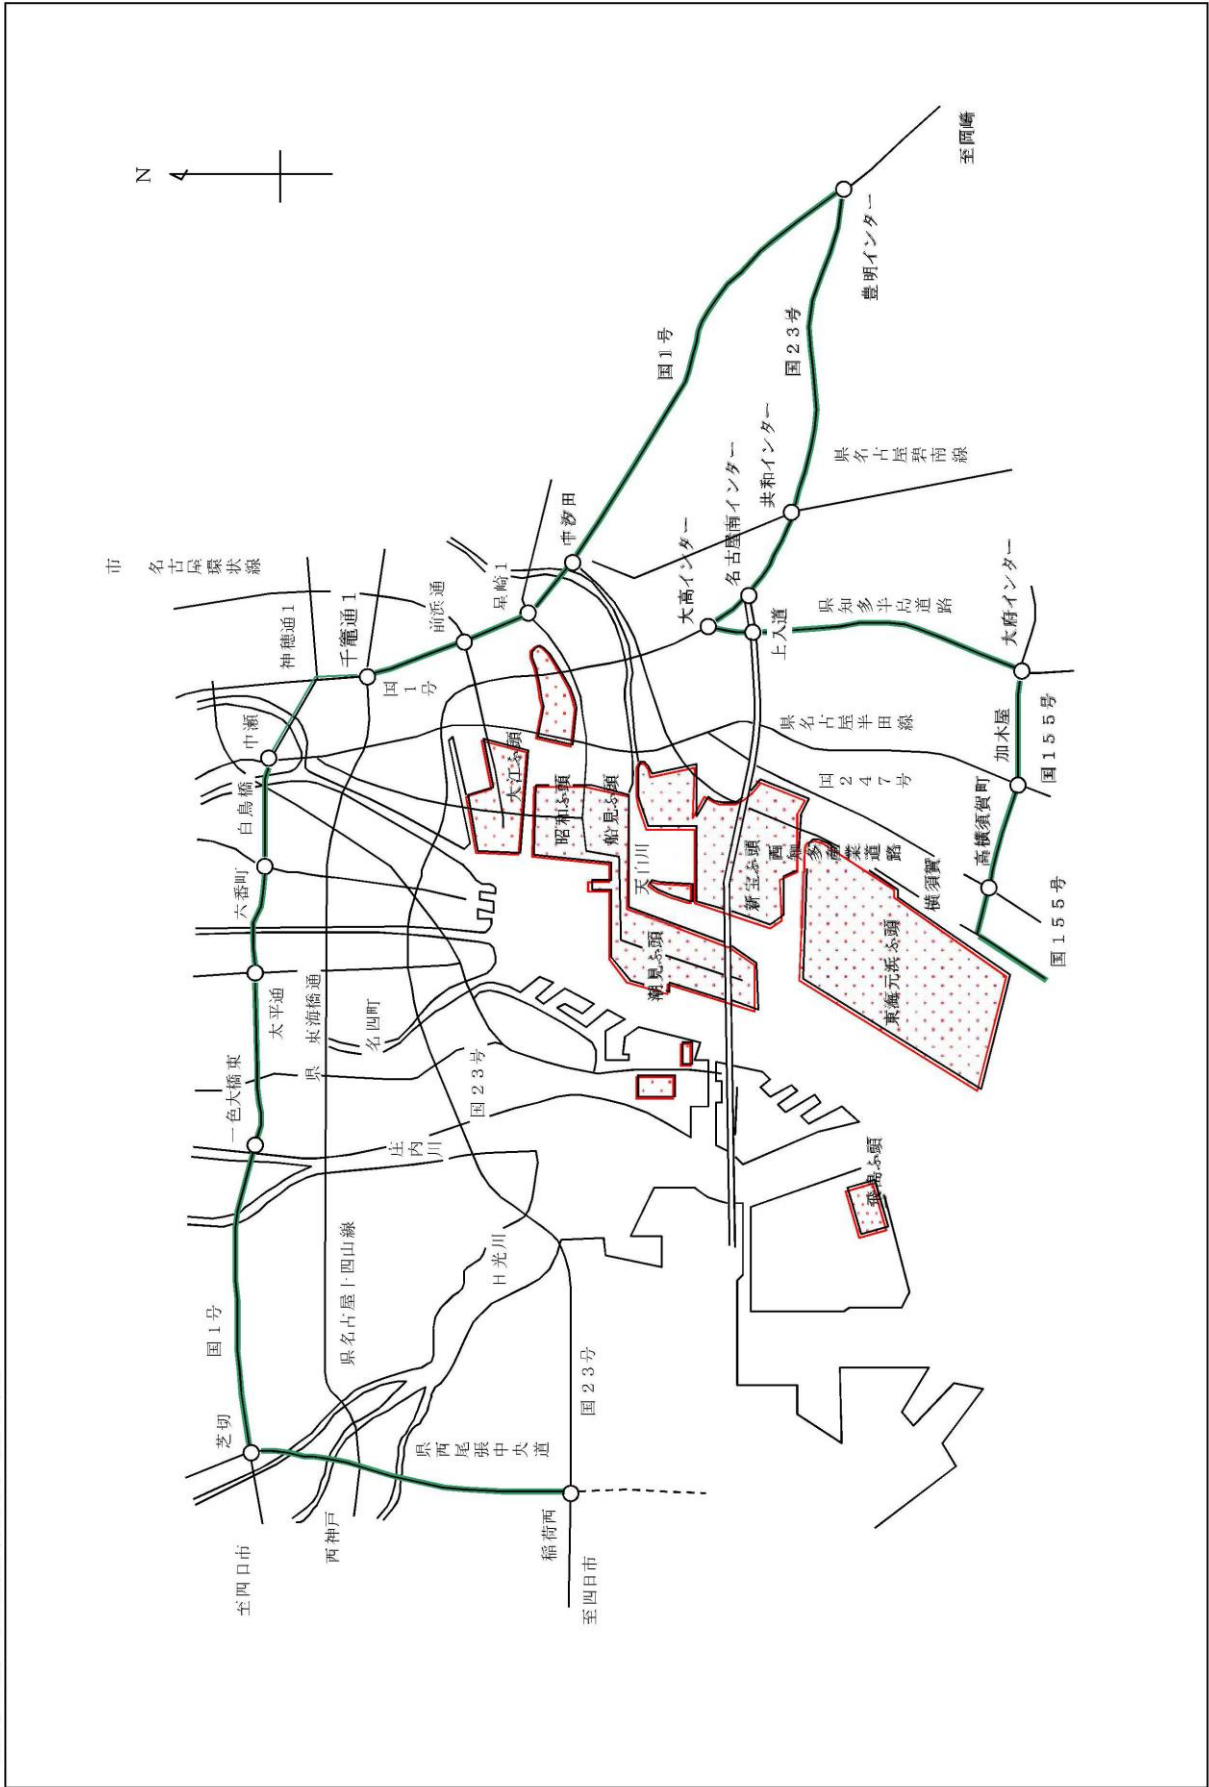 N
市　名古屋環状線
神穂通1
千竈通1
前浜通
星崎1
国1号
中汐田
国1号
国23号
豊明インター
至岡崎
大高インター
名古屋南インター
共和インター
県名古屋碧南線
上入道
県知多半島道路
大府インター
中瀬
白鳥橋
六番町
太平通
東海橋通
県
名四町
一色大橋東
国23号
庄内川
大江ふ頭
昭和ふ頭
船見ふ頭
天白川
潮見ふ頭
新宝ふ頭
西知多産業道路
横須賀
東海元浜ふ頭
県名古屋半田線
国247号
加木屋
国155号
高横須賀町
国155号
飛島ふ頭
国1号
県名古屋十四山線
日光川
国23号
芝切
県西尾張中央道
西神戸
稲荷西
至四日市
至四日市